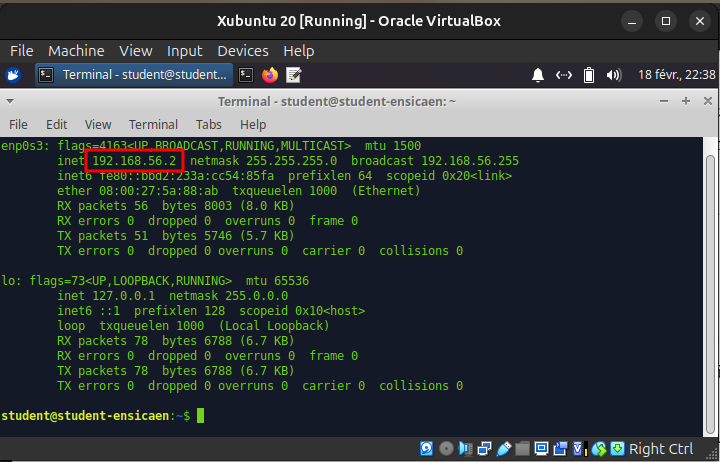 Xubuntu 20 [Running] - Oracle VirtualBox
File Machine View Input Devices Help
Terminal - student@student... 18 févr., 22:38
Terminal - student@student-ensicaen: ~
File Edit View Terminal Tabs Help
enp0s3: flags=4163<UP,BROADCAST,RUNNING,MULTICAST> mtu 1500
inet 192.168.56.2 netmask 255.255.255.0 broadcast 192.168.56.255
inet6 fe80::bbd2:233a:cc54:85fa prefixlen 64 scopeid 0x20<link>
ether 08:00:27:5a:88:ab txqueuelen 1000 (Ethernet)
RX packets 56 bytes 8003 (8.0 KB)
RX errors 0 dropped 0 overruns 0 frame 0
TX packets 51 bytes 5746 (5.7 KB)
TX errors 0 dropped 0 overruns 0 carrier 0 collisions 0
lo: flags=73<UP,LOOPBACK,RUNNING> mtu 65536
inet 127.0.0.1 netmask 255.0.0.0
inet6 ::1 prefixlen 128 scopeid 0x10<host>
loop txqueuelen 1000 (Local Loopback)
RX packets 78 bytes 6788 (6.7 KB)
RX errors 0 dropped 0 overruns 0 frame 0
TX packets 78 bytes 6788 (6.7 KB)
TX errors 0 dropped 0 overruns 0 carrier 0 collisions 0
student@student-ensicaen:~$
Right Ctrl